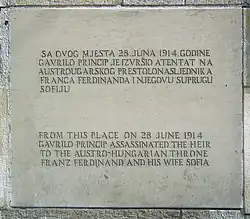 SA OVOG MJESTA 28. JUNA 1914. GODINE
GAVRILO PRINCIP JE IZVRŠIO ATENTAT NA
AUSTROUGARSKOG PRESTOLONASLJEDNIKA
FRANCA FERDINANDA I NJEGOVU SUPRUGU
SOFIJU
FROM THIS PLACE ON 28 JUNE 1914
GAVRILO PRINCIP ASSASSINATED THE HEIR
TO THE AUSTRO-HUNGARIAN THRONE
FRANZ FERDINAND AND HIS WIFE SOFIA